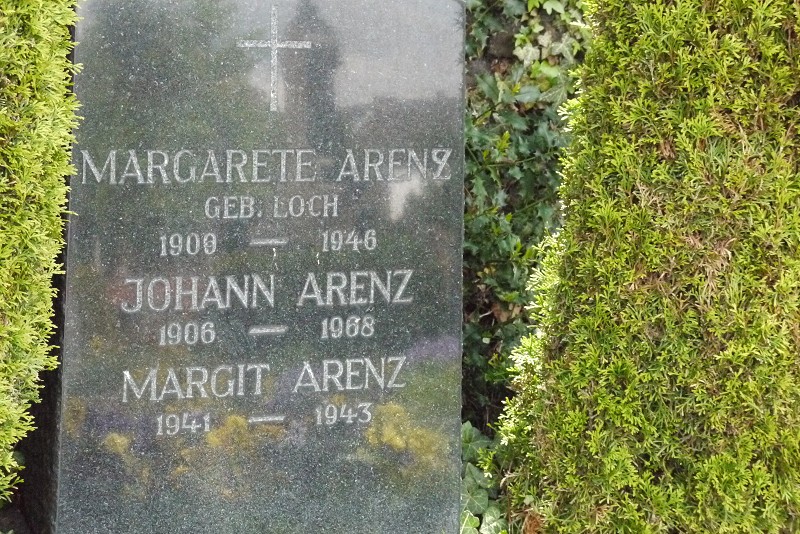 MARGARETE ARENZ
GEB. LOCH
1900 — 1946
JOHANN ARENZ
1906 — 1968
MARGIT ARENZ
1941 — 1943